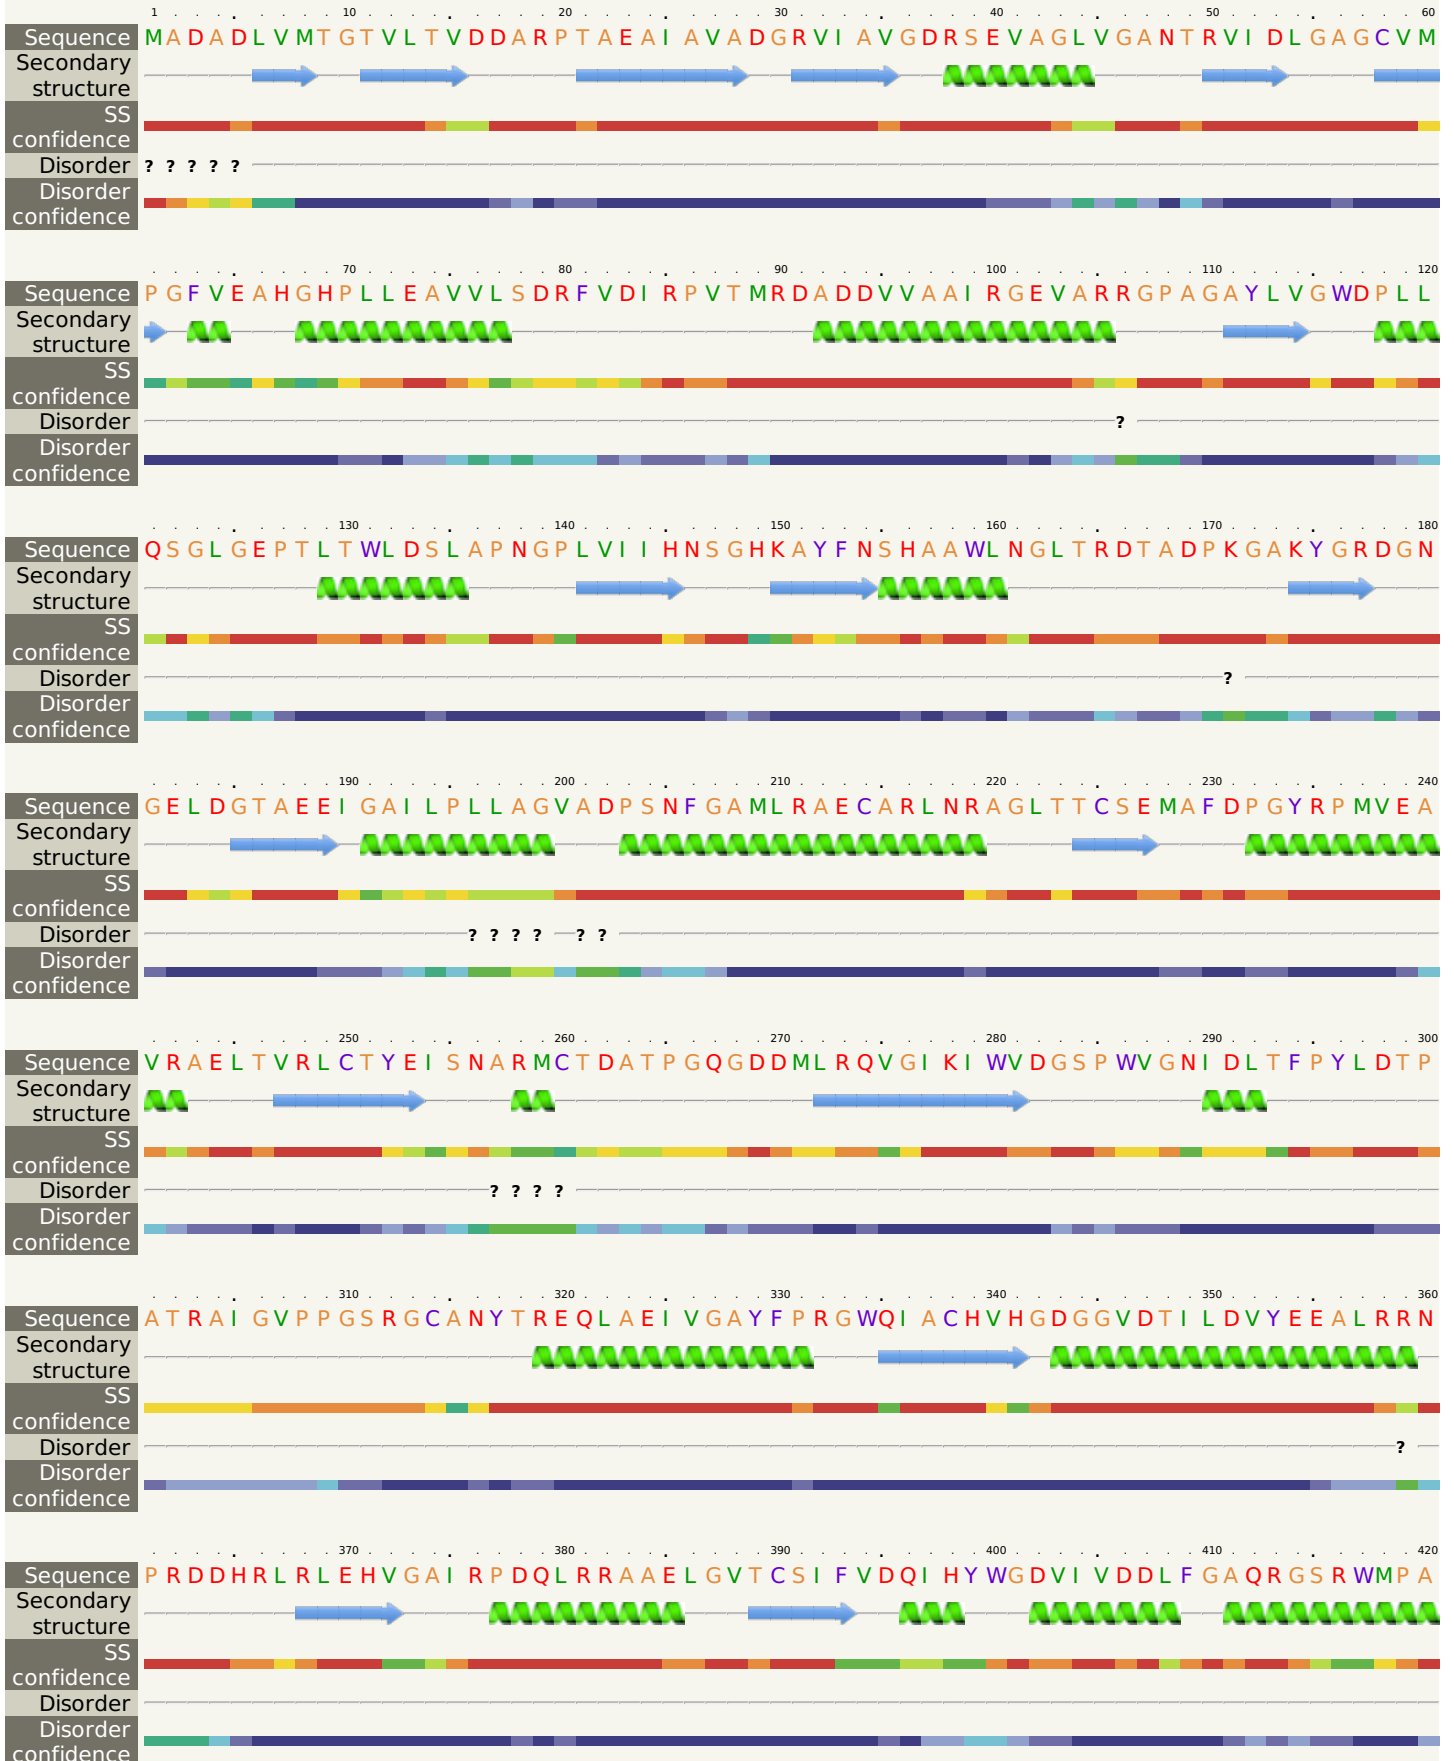 1 10 20 30 40 50 60
Sequence MADADLVMTGTVLTVDDARPTAEAIAVADGRVIAVGDRSEVAGLVGANTRVIDLGAGCVM
Secondary
structure
SS
confidence
Disorder ? ? ? ? ?
Disorder
confidence
70 80 90 100 110 120
Sequence PGFVEAHGHPLLEAVVLSDRFVDIRPVTMRDADDVVAAIRGEVARRGPAGAYLVGWDPLL
Secondary
structure
SS
confidence
Disorder ?
Disorder
confidence
130 140 150 160 170 180
Sequence QSGLGEPTLTWLDSLAPNGPLVIIHNSGHKAYFNSHAAWLNGLTRDTADPKGAKYGRDGN
Secondary
structure
SS
confidence
Disorder ?
Disorder
confidence
190 200 210 220 230 240
Sequence GELDGTAEEIGAILPLLAGVADPSNFGAMLRAECARLNRAGLTTCSEMAFDPGYRPMVEA
Secondary
structure
SS
confidence
Disorder ? ? ? ? ? ?
Disorder
confidence
250 260 270 280 290 300
Sequence VRAELTVRLCTYEISNARMCTDATPGQGDDMLRQVGIKIWVDGSPWVGNIDLTFPYLDTP
Secondary
structure
SS
confidence
Disorder ? ? ? ?
Disorder
confidence
310 320 330 340 350 360
Sequence ATRAIGVPPGSRGCANYTREQLAEIVGAYFPRGWQIACHVHGDGGVDTILDVYEEALRRN
Secondary
structure
SS
confidence
Disorder ?
Disorder
confidence
370 380 390 400 410 420
Sequence PRDDHRLRLEHVGAIRPDQLRRAAELGVTCSIFVDQIHYWGDVIVDDLFGAQRGSRWMPA
Secondary
structure
SS
confidence
Disorder
Disorder
confidence